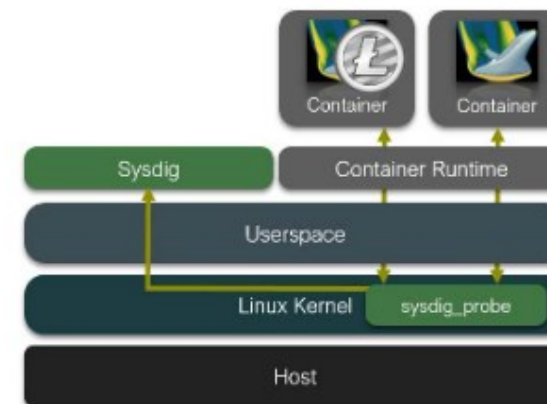 Container
Container
Sysdig
Container Runtime
Userspace
Linux Kernel
sysdig_probe
Host